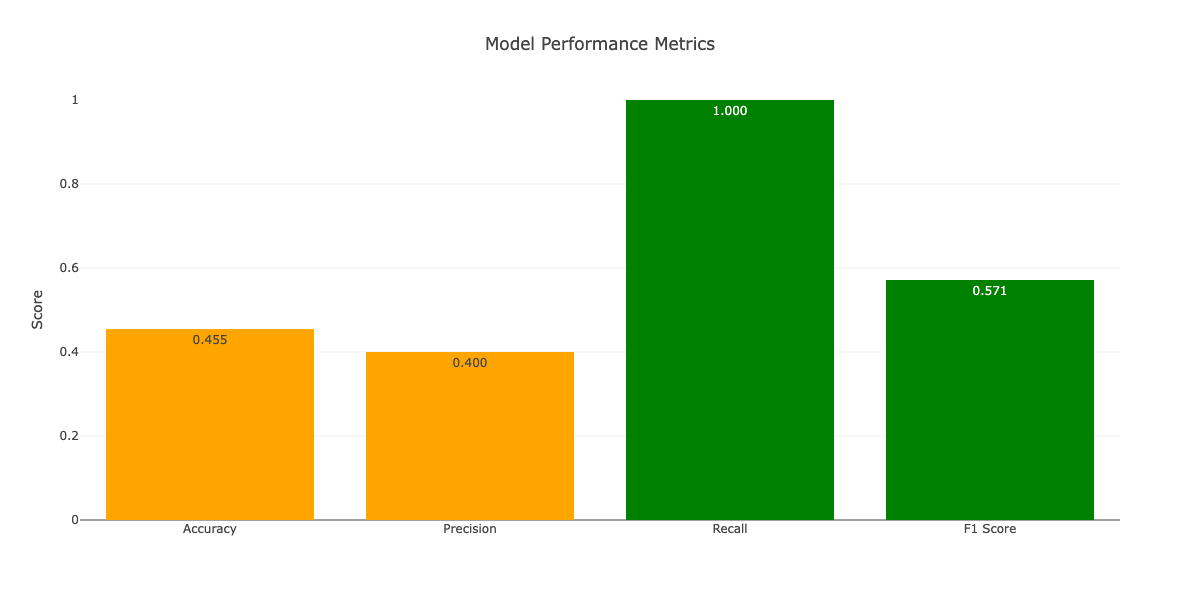 Model Performance Metrics
1
0.8
0.6
0.4
0.2
0
Score
1.000
0.571
0.455
0.400
Accuracy
Precision
Recall
F1 Score